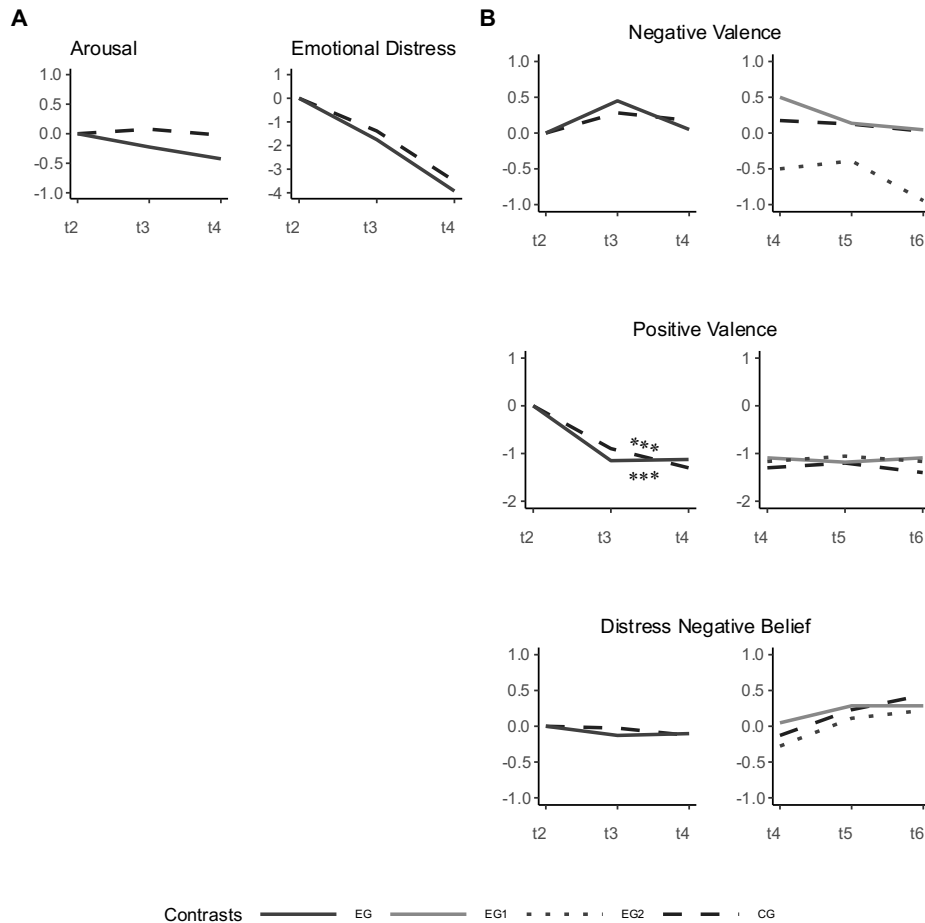 A
B
Arousal
Emotional Distress
Negative Valence
1.0
0.5
0.0
-0.5
-1.0
t2
t3
t4
1
0
-1
-2
-3
-4
t2
t3
t4
1.0
0.5
0.0
-0.5
-1.0
t2
t3
t4
1.0
0.5
0.0
-0.5
-1.0
t4
t5
t6
Positive Valence
1
0
-1
-2
***
***
t2
t3
t4
1
0
-1
-2
t4
t5
t6
Distress Negative Belief
1.0
0.5
0.0
-0.5
-1.0
t2
t3
t4
1.0
0.5
0.0
-0.5
-1.0
t4
t5
t6
Contrasts EG EG1 EG2 CG